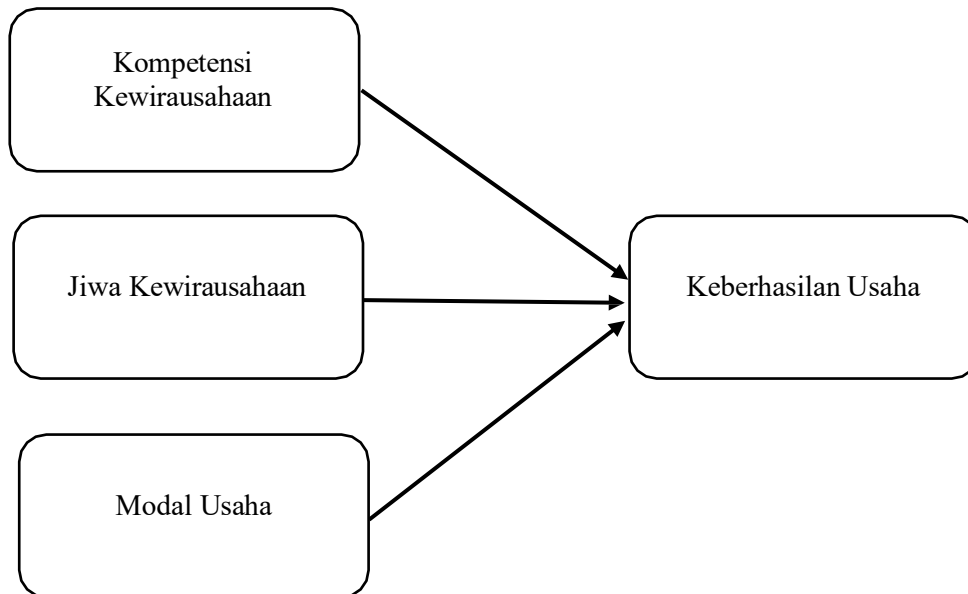 Kompetensi
Kewirausahaan
Jiwa Kewirausahaan
Keberhasilan Usaha
Modal Usaha